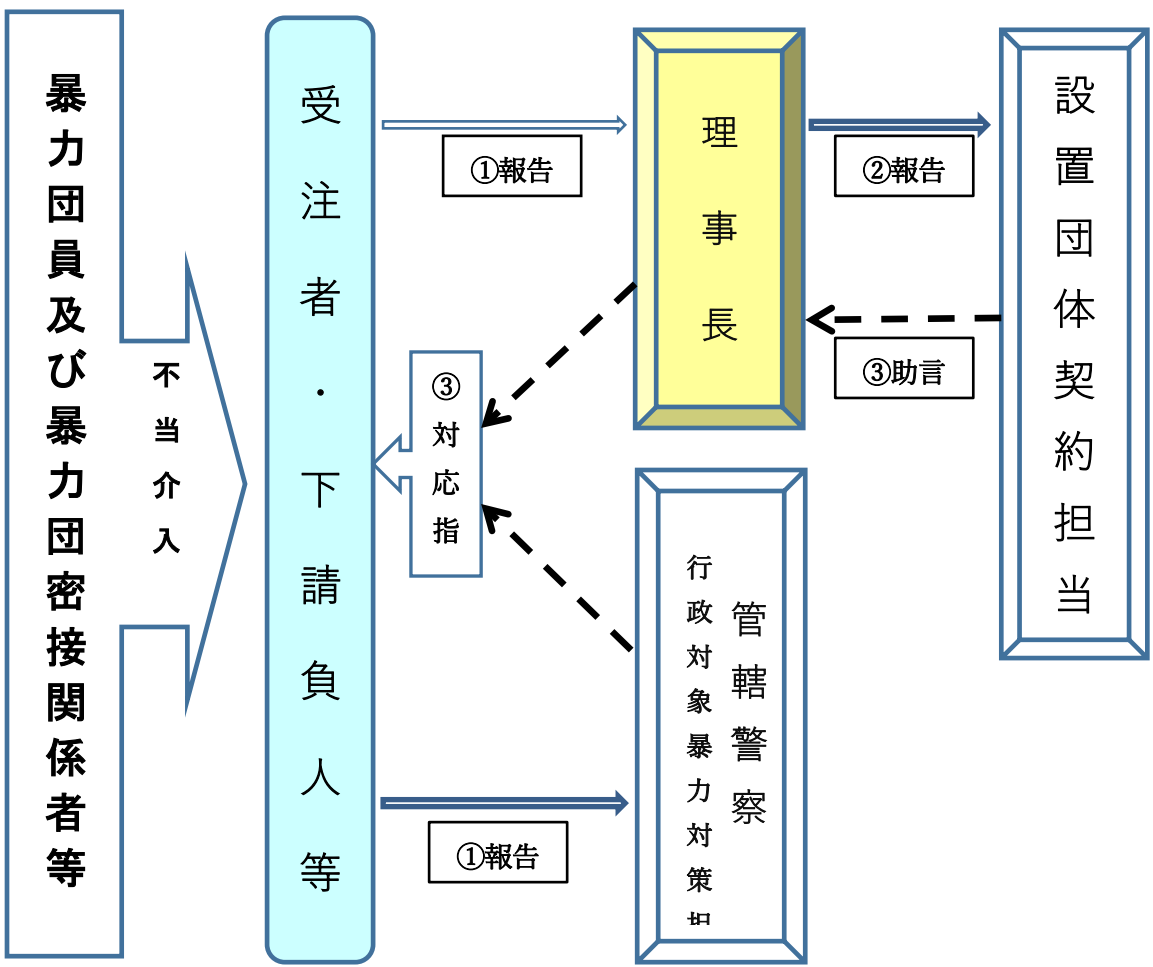 暴力団員及び暴力団密接関係者等
不当介入
受注者・下請負人等
①報告
理事長
②報告
設置団体契約担当
③助言
③対応指
管轄警察
行政対象暴力対策担
①報告